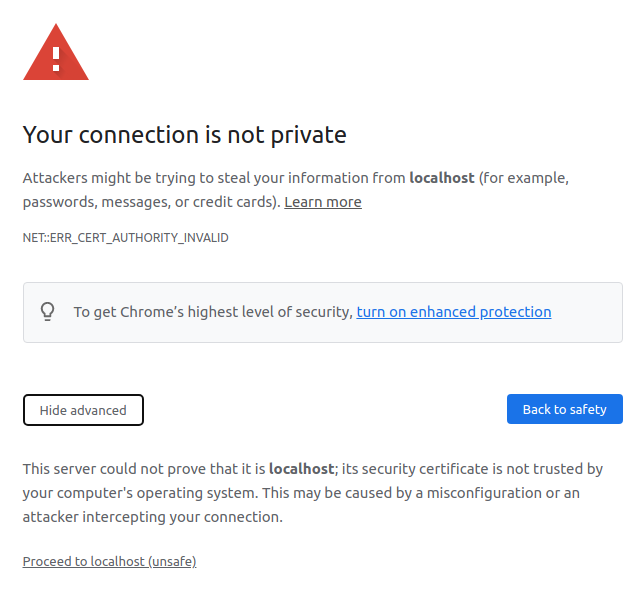 Your connection is not private
Attackers might be trying to steal your information from localhost (for example,
passwords, messages, or credit cards). Learn more
NET::ERR_CERT_AUTHORITY_INVALID
To get Chrome's highest level of security, turn on enhanced protection
Hide advanced
Back to safety
This server could not prove that it is localhost; its security certificate is not trusted by
your computer's operating system. This may be caused by a misconfiguration or an
attacker intercepting your connection.
Proceed to localhost (unsafe)